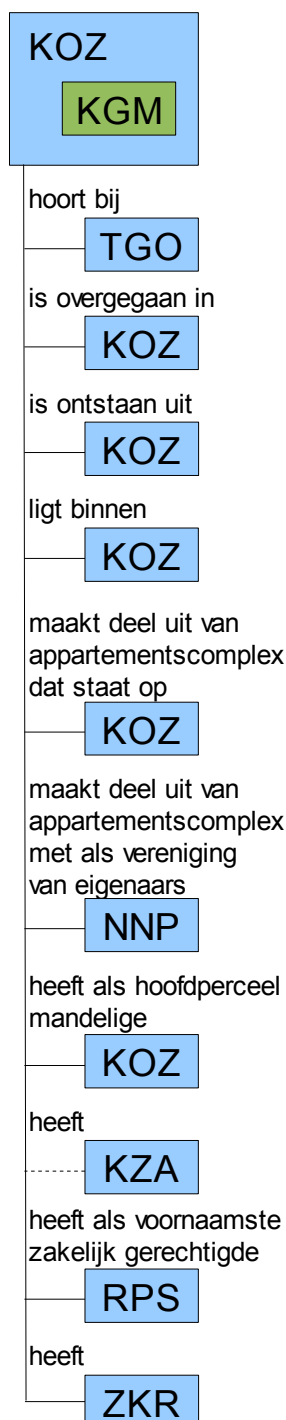 KOZ
KGM
hoort bij
TGO
is overgegaan in
KOZ
is ontstaan uit
KOZ
ligt binnen
KOZ
maakt deel uit van
appartementscomplex
dat staat op
KOZ
maakt deel uit van
appartementscomplex
met als vereniging
van eigenaars
NNP
heeft als hoofdperceel
mandelige
KOZ
heeft
KZA
heeft als voornaamste
zakelijk gerechtigde
RPS
heeft
ZKR